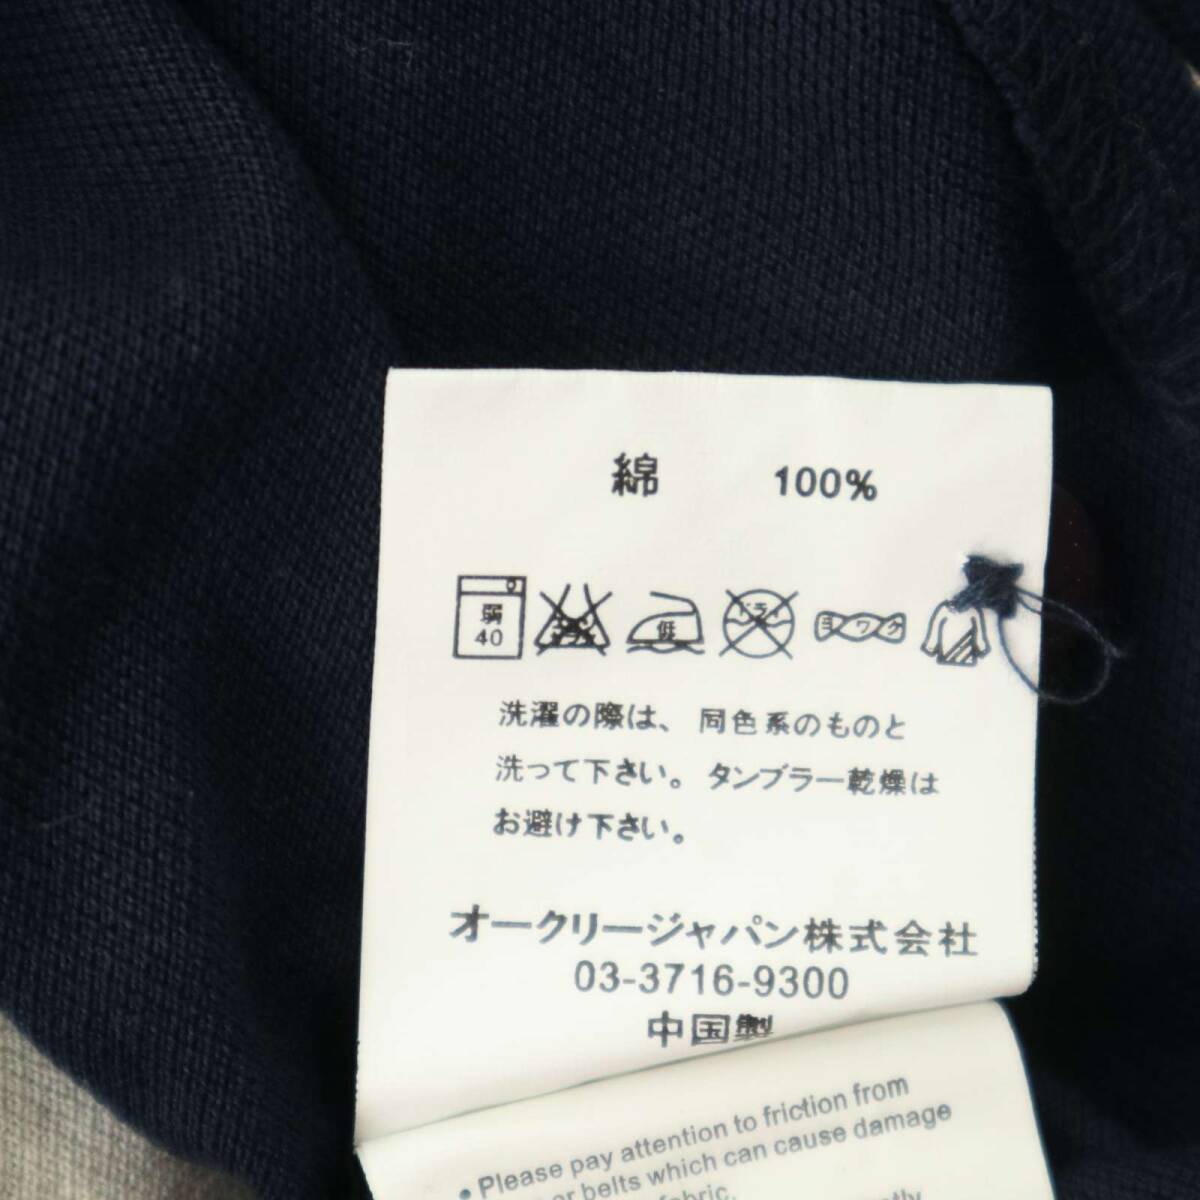 綿 100%
弱
40
低
ドライ
ヨワク
洗濯の際は、同色系のものと
洗って下さい。タンブラー乾燥は
お避け下さい。
オークリージャパン株式会社
03-3716-9300
中国製
• Please pay attention to friction from
or belts which can cause damage
fabric.